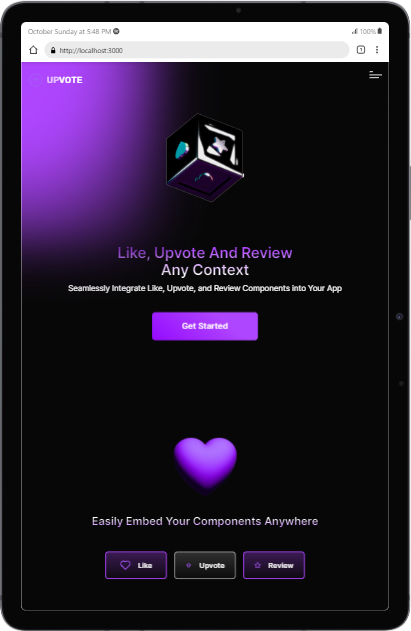 October Sunday at 5:48 PM
100%
http://localhost:3000
1
UPVOTE
Like, Upvote And Review
Any Context
Seamlessly Integrate Like, Upvote, and Review Components into Your App
Get Started
Easily Embed Your Components Anywhere
Like
Upvote
Review